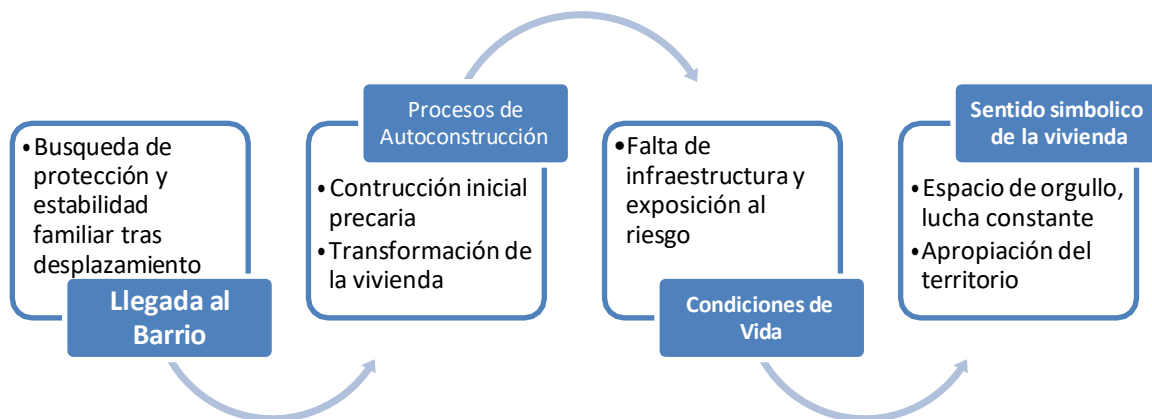 •Busqueda de
protección y
estabilidad
familiar tras
desplazamiento
Llegada al
Barrio
Procesos de
Autoconstrucción
•Contrucción inicial
precaria
•Transformación de
la vivienda
•Falta de
infraestructura y
exposición al
riesgo
Condiciones de
Vida
Sentido simbolico
de la vivienda
•Espacio de orgullo,
lucha constante
•Apropiación del
territorio